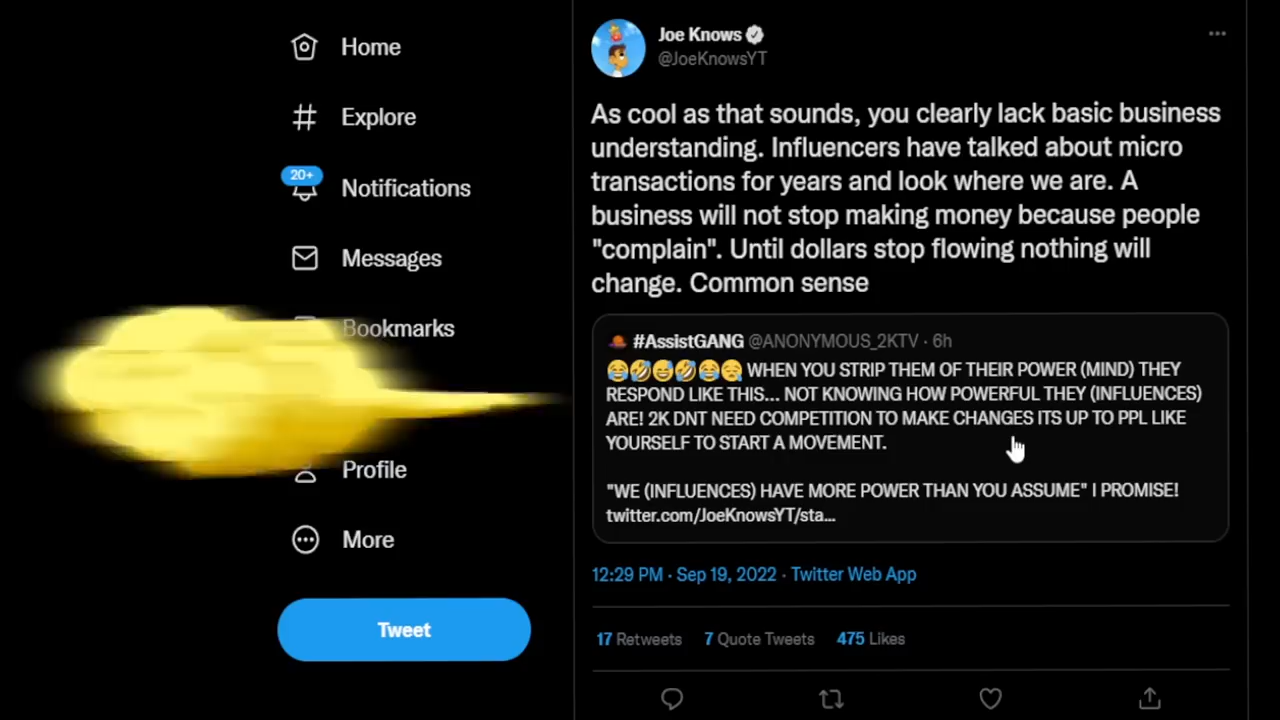 Home
Explore
20+
Notifications
Messages
Bookmarks
Profile
More
Tweet
Joe Knows
@JoeKnowsYT
As cool as that sounds, you clearly lack basic business
understanding. Influencers have talked about micro
transactions for years and look where we are. A
business will not stop making money because people
"complain". Until dollars stop flowing nothing will
change. Common sense
#AssistGANG @ANONYMOUS_2KTV · 6h
😂🤣😅🤣😂😪 WHEN YOU STRIP THEM OF THEIR POWER (MIND) THEY
RESPOND LIKE THIS... NOT KNOWING HOW POWERFUL THEY (INFLUENCES)
ARE! 2K DNT NEED COMPETITION TO MAKE CHANGES ITS UP TO PPL LIKE
YOURSELF TO START A MOVEMENT.
"WE (INFLUENCES) HAVE MORE POWER THAN YOU ASSUME" I PROMISE!
twitter.com/JoeKnowsYT/sta...
12:29 PM · Sep 19, 2022 · Twitter Web App
17 Retweets 7 Quote Tweets 475 Likes